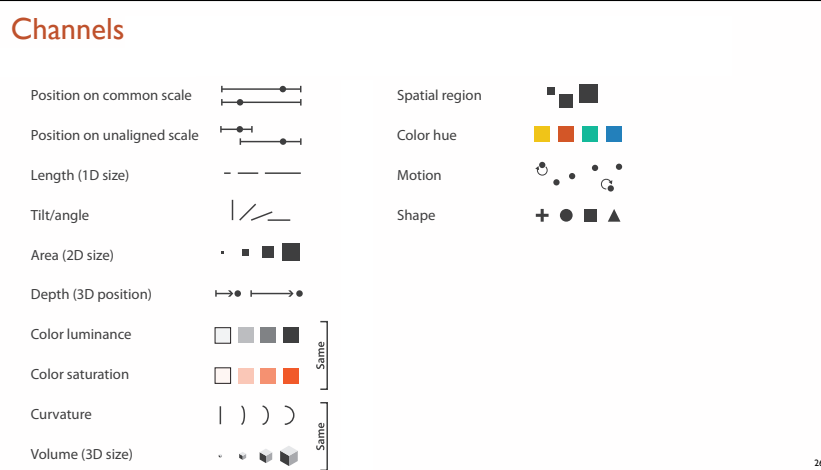 Channels
Position on common scale
Position on unaligned scale
Length (1D size)
Tilt/angle
Area (2D size)
Depth (3D position)
Color luminance
Color saturation
Same
Curvature
Volume (3D size)
Same
Spatial region
Color hue
Motion
Shape